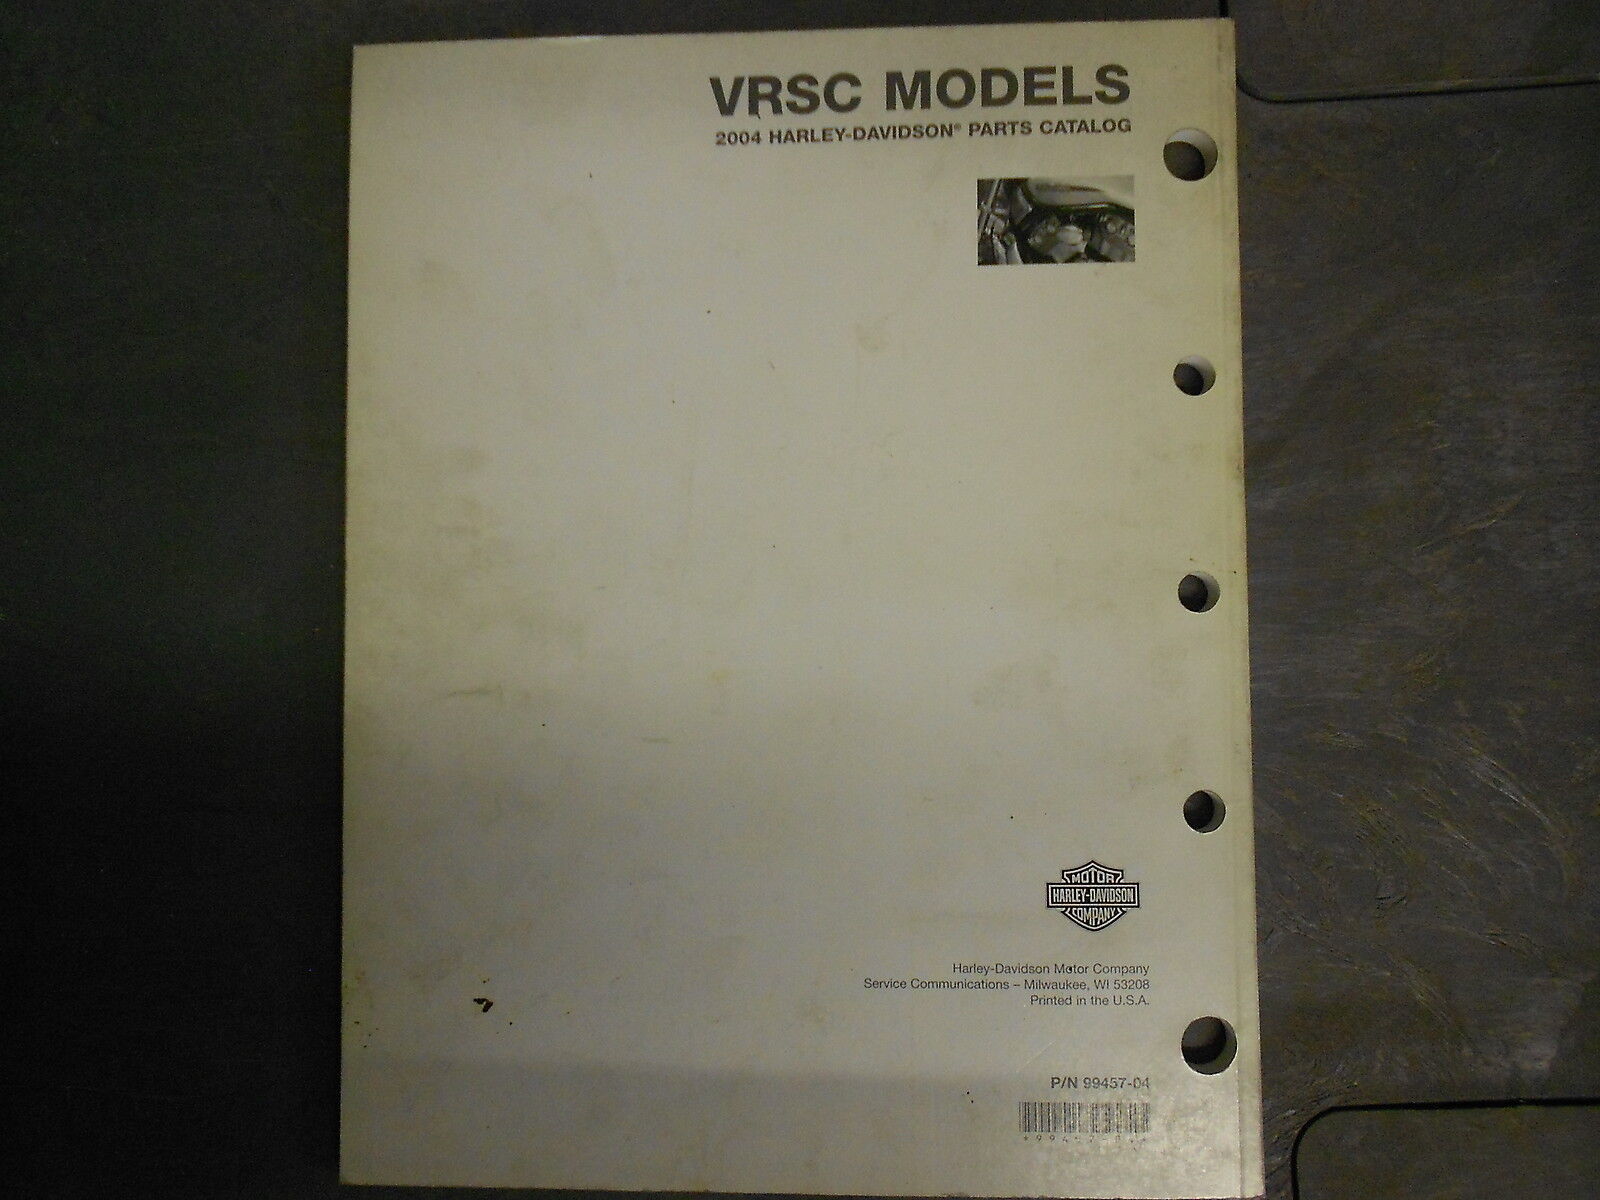 VRSC MODELS
2004 HARLEY-DAVIDSON® PARTS CATALOG
MOTOR
HARLEY-DAVIDSON
COMPANY
Harley-Davidson Motor Company
Service Communications – Milwaukee, WI 53208
Printed in the U.S.A.
P/N 99457-04